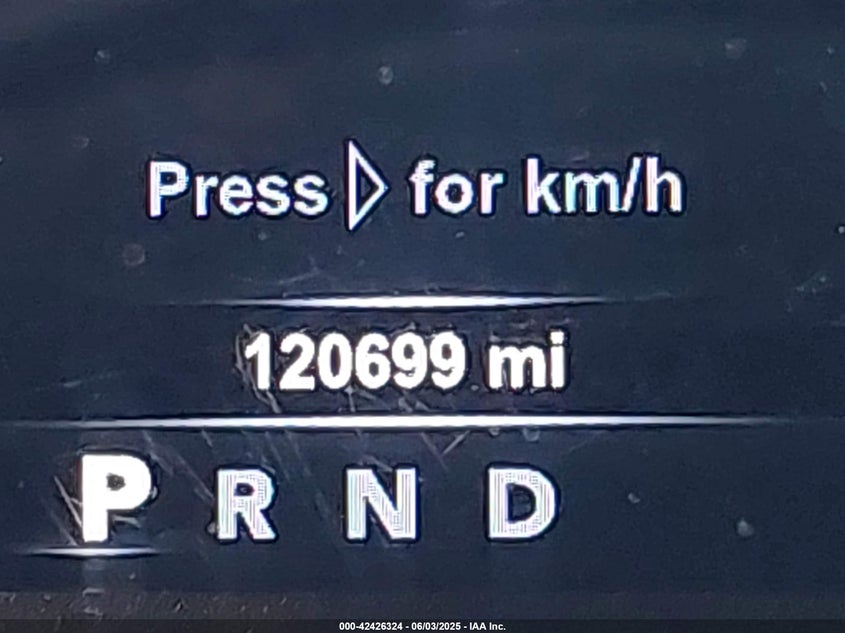 Press ▷ for km/h
120699 mi
P R N D
000-42426324 - 06/03/2025 - IAA Inc.